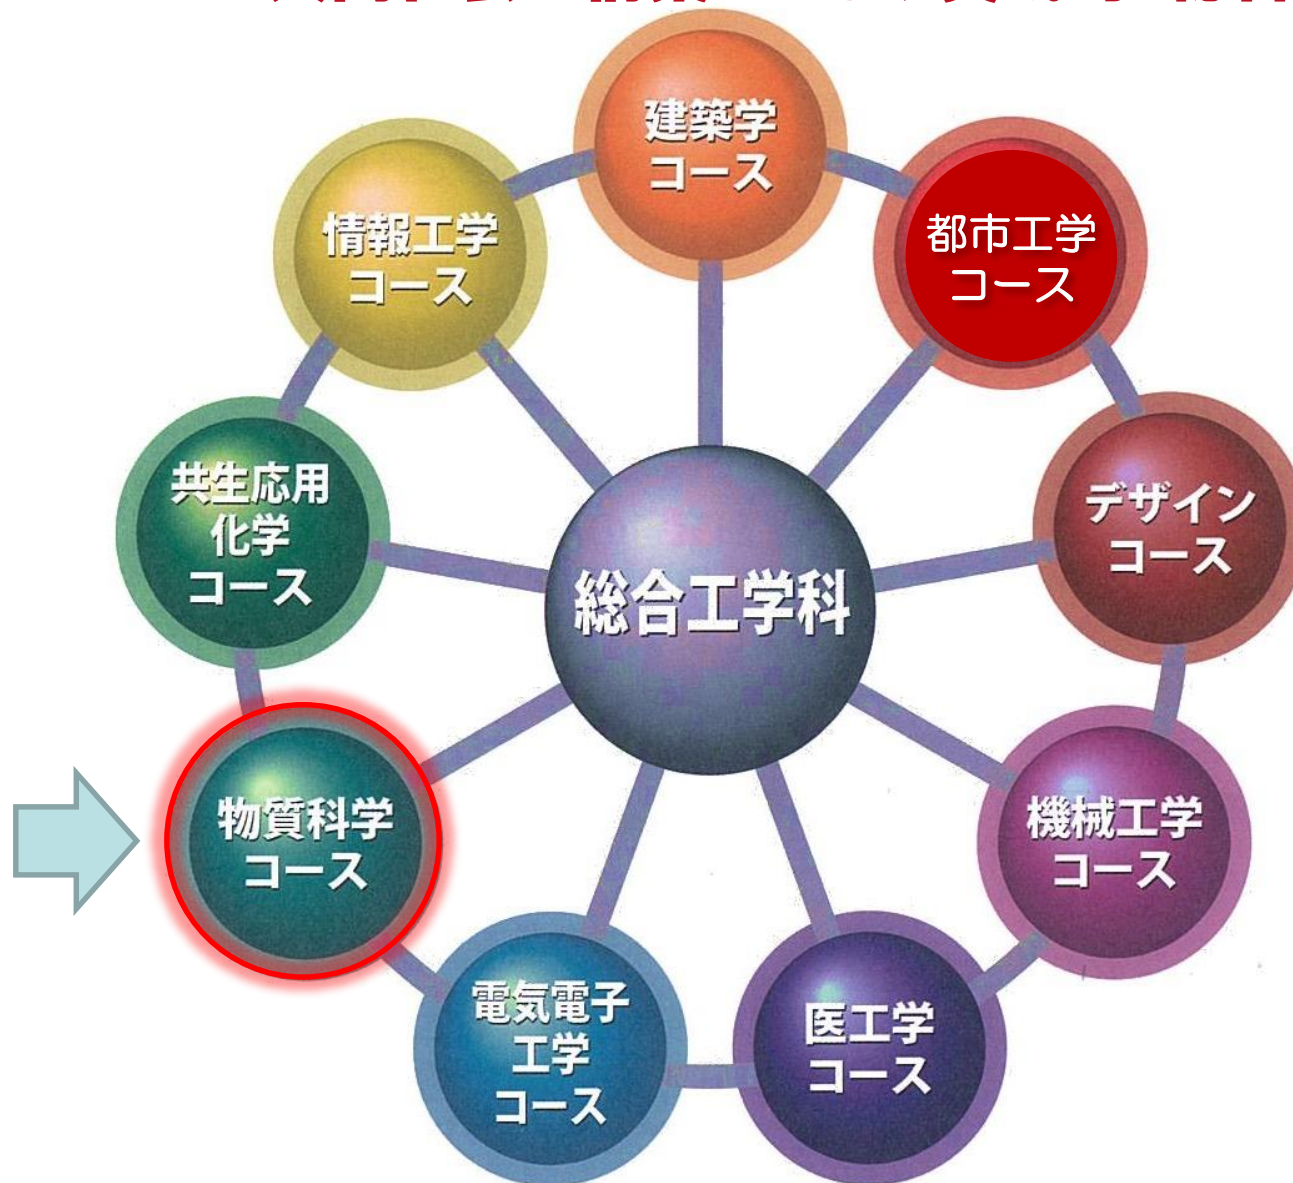 建築学
コース
都市工学
コース
デザイン
コース
機械工学
コース
医工学
コース
電気電子
工学
コース
物質科学
コース
共生応用
化学
コース
情報工学
コース
総合工学科